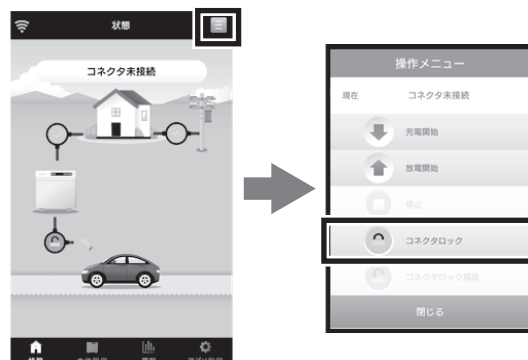 状態
コネクタ未接続
操作メニュー
現在 コネクタ未接続
充電開始
放電開始
停止
コネクタロック
コネクタロック解除
閉じる